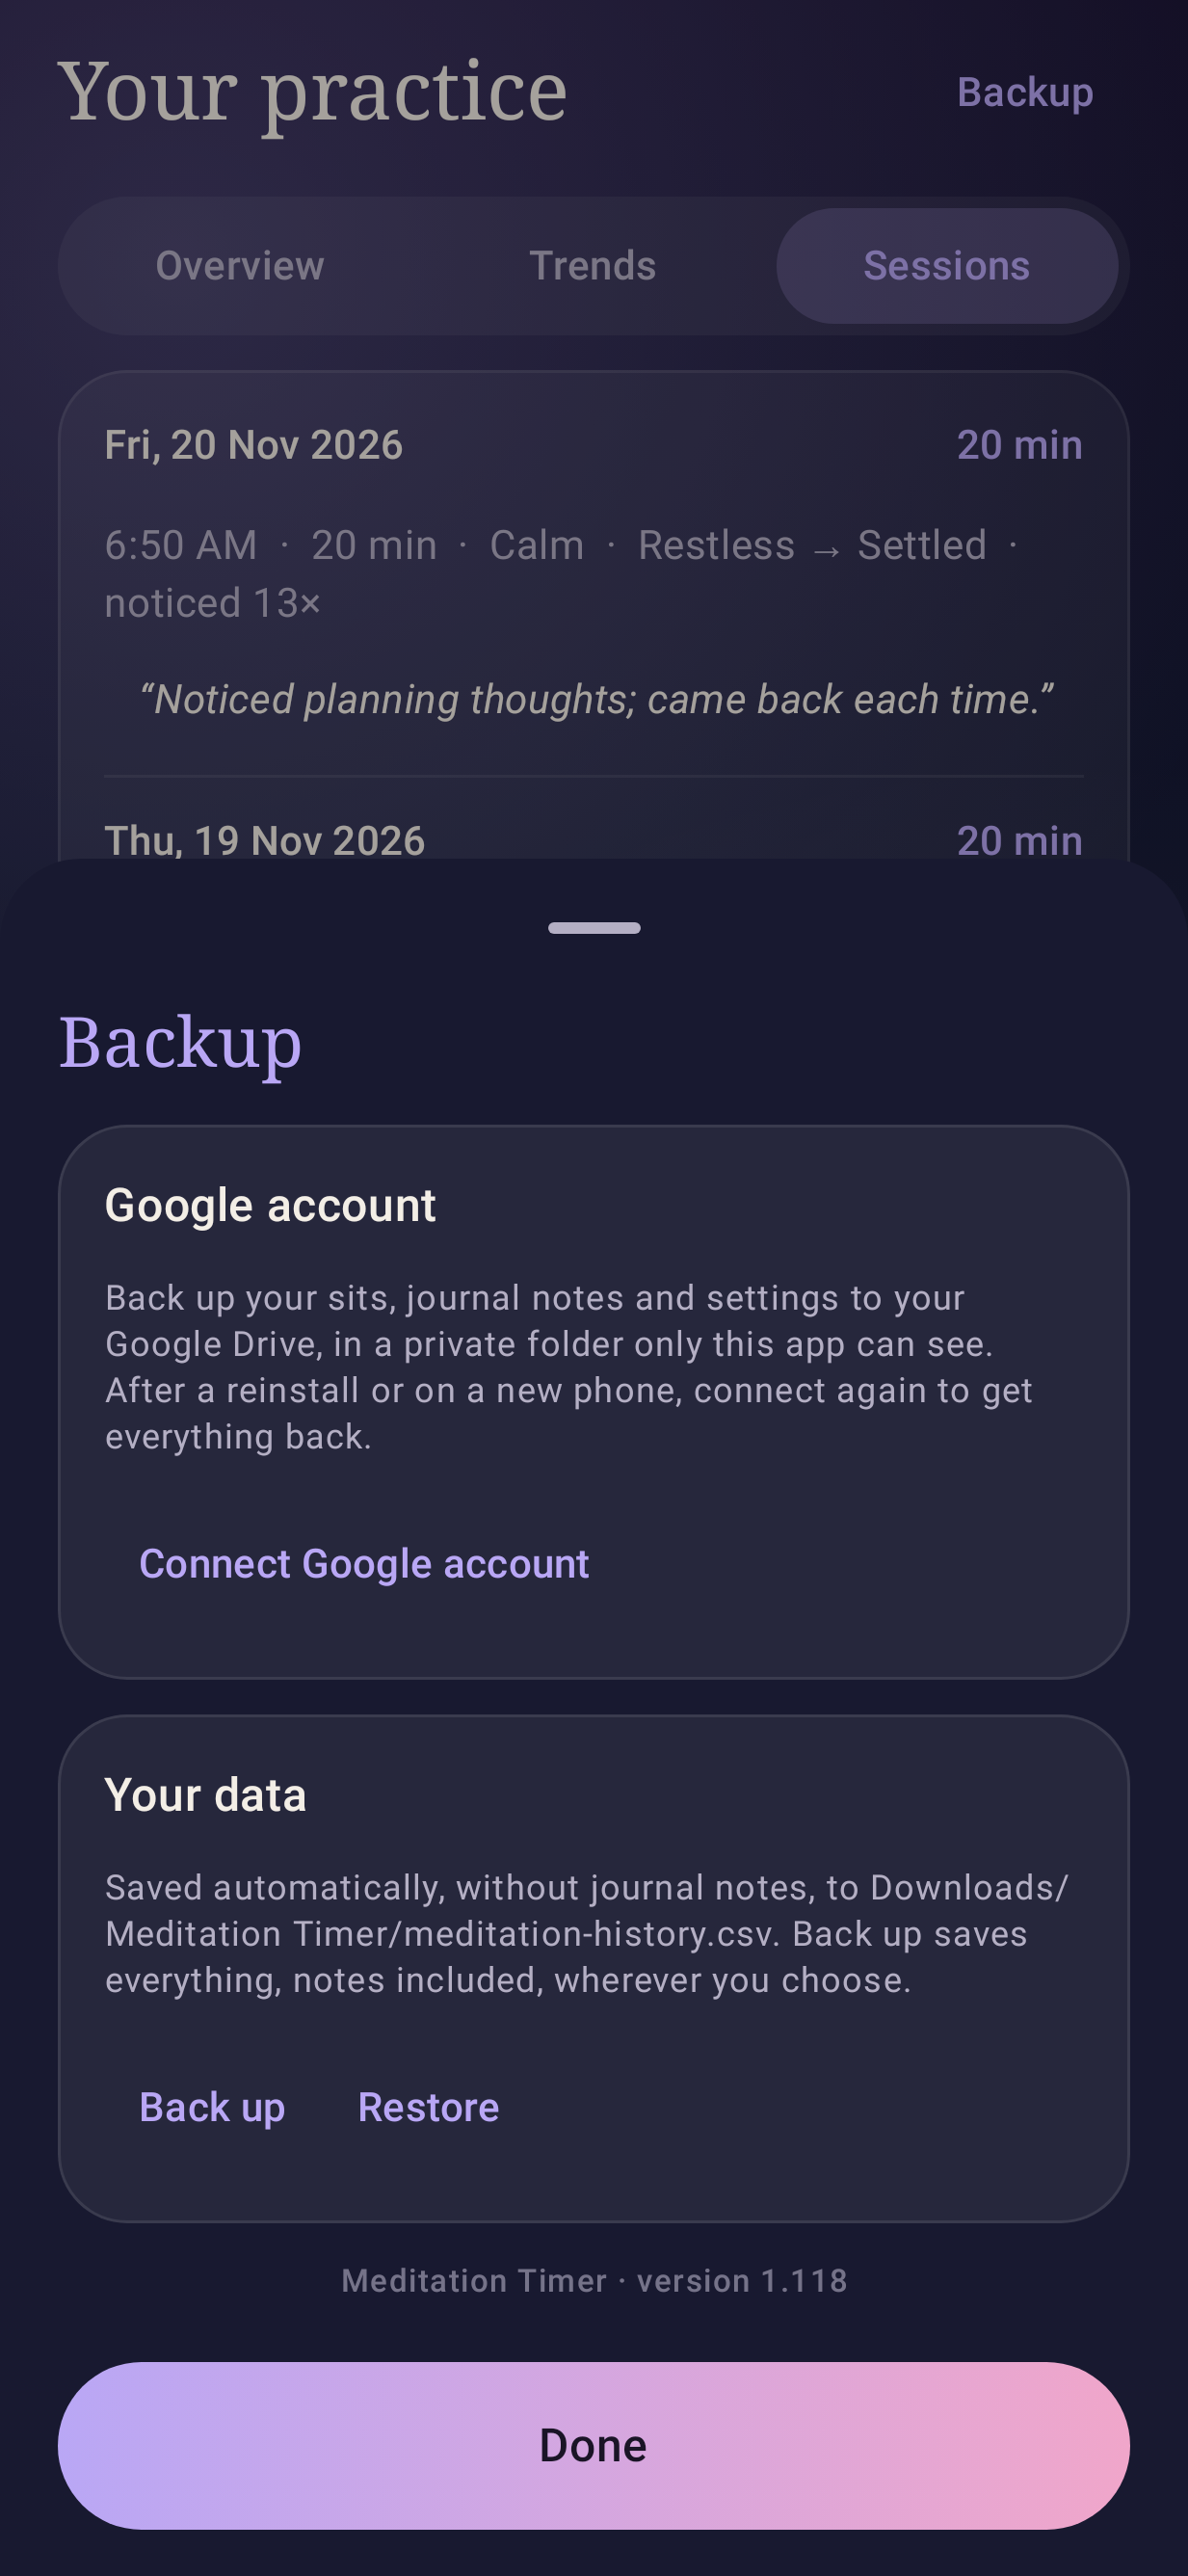 Your practice
Backup
Overview
Trends
Sessions
Fri, 20 Nov 2026
20 min
6:50 AM · 20 min · Calm · Restless → Settled ·
noticed 13×
“Noticed planning thoughts; came back each time.”
Thu, 19 Nov 2026
20 min
Backup
Google account
Back up your sits, journal notes and settings to your
Google Drive, in a private folder only this app can see.
After a reinstall or on a new phone, connect again to get
everything back.
Connect Google account
Your data
Saved automatically, without journal notes, to Downloads/
Meditation Timer/meditation-history.csv. Back up saves
everything, notes included, wherever you choose.
Back up
Restore
Meditation Timer · version 1.118
Done